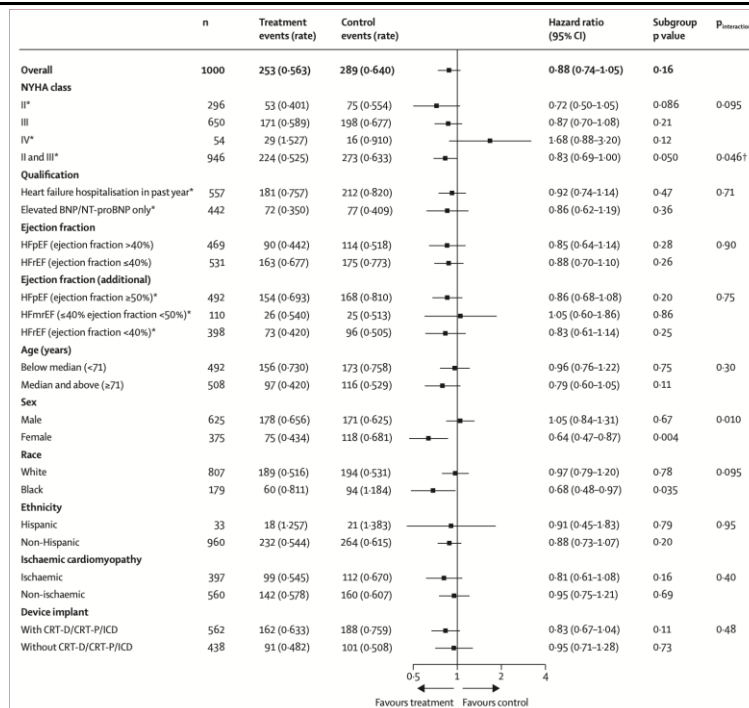 n Treatment events (rate) Control events (rate) Hazard ratio (95% CI) Subgroup p value pinteraction
Overall 1000 253 (0·563) 289 (0·640) 0·88 (0·74–1·05) 0·16
NYHA class
II* 296 53 (0·401) 75 (0·554) 0·72 (0·50–1·05) 0·086 0·095
III 650 171 (0·589) 198 (0·677) 0·87 (0·70–1·08) 0·21
IV* 54 29 (1·527) 16 (0·910) 1·68 (0·88–3·20) 0·12
II and III* 946 224 (0·525) 273 (0·633) 0·83 (0·69–1·00) 0·050 0·046†
Qualification
Heart failure hospitalisation in past year* 557 181 (0·757) 212 (0·820) 0·92 (0·74–1·14) 0·47 0·71
Elevated BNP/NT-proBNP only* 442 72 (0·350) 77 (0·409) 0·86 (0·62–1·19) 0·36
Ejection fraction
HFpEF (ejection fraction >40%) 469 90 (0·442) 114 (0·518) 0·85 (0·64–1·14) 0·28 0·90
HFrEF (ejection fraction ≤40%) 531 163 (0·677) 175 (0·773) 0·88 (0·70–1·10) 0·26
Ejection fraction (additional)
HFpEF (ejection fraction ≥50%)* 492 154 (0·693) 168 (0·810) 0·86 (0·68–1·08) 0·20 0·75
HFmrEF (≤40% ejection fraction <50%)* 110 26 (0·540) 25 (0·513) 1·05 (0·60–1·86) 0·86
HFrEF (ejection fraction <40%)* 398 73 (0·420) 96 (0·505) 0·83 (0·61–1·14) 0·25
Age (years)
Below median (<71) 492 156 (0·730) 173 (0·758) 0·96 (0·76–1·22) 0·75 0·30
Median and above (≥71) 508 97 (0·420) 116 (0·529) 0·79 (0·60–1·05) 0·11
Sex
Male 625 178 (0·656) 171 (0·625) 1·05 (0·84–1·31) 0·67 0·010
Female 375 75 (0·434) 118 (0·681) 0·64 (0·47–0·87) 0·004
Race
White 807 189 (0·516) 194 (0·531) 0·97 (0·79–1·20) 0·78 0·095
Black 179 60 (0·811) 94 (1·184) 0·68 (0·48–0·97) 0·035
Ethnicity
Hispanic 33 18 (1·257) 21 (1·383) 0·91 (0·45–1·83) 0·79 0·95
Non-Hispanic 960 232 (0·544) 264 (0·615) 0·88 (0·73–1·07) 0·20
Ischaemic cardiomyopathy
Ischaemic 397 99 (0·545) 112 (0·670) 0·81 (0·61–1·08) 0·16 0·40
Non-ischaemic 560 142 (0·578) 160 (0·607) 0·95 (0·75–1·21) 0·69
Device implant
With CRT-D/CRT-P/ICD 562 162 (0·633) 188 (0·759) 0·83 (0·67–1·04) 0·11 0·48
Without CRT-D/CRT-P/ICD 438 91 (0·482) 101 (0·508) 0·95 (0·71–1·28) 0·73
0·5 1 2 4
Favours treatment Favours control